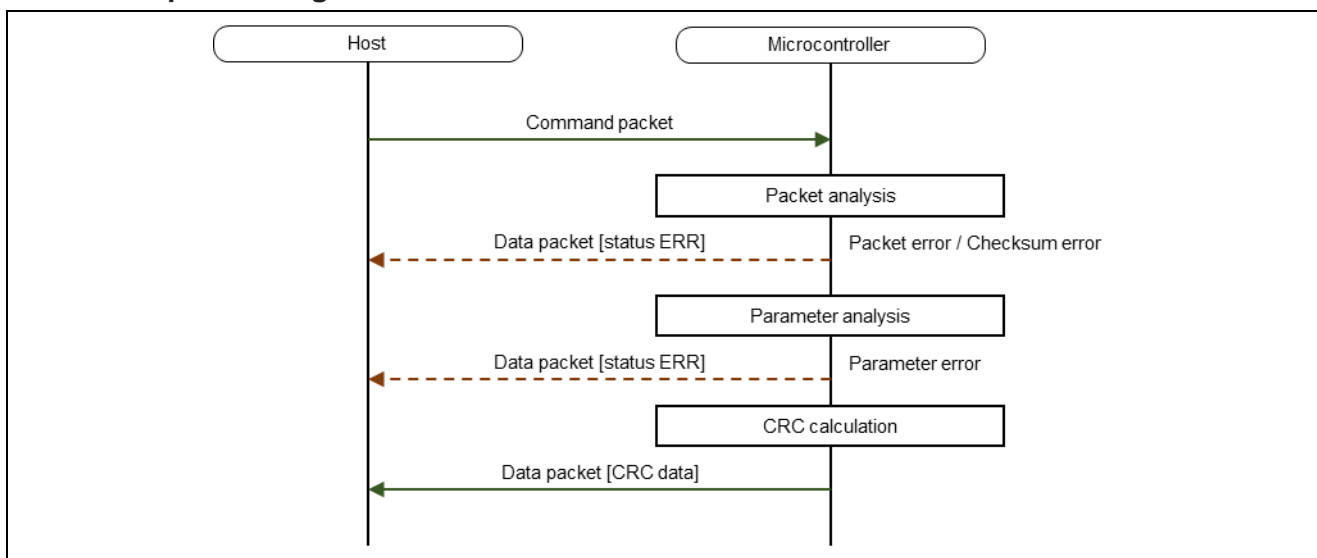 Host
Microcontroller
Command packet
Packet analysis
Data packet [status ERR]
Packet error / Checksum error
Parameter analysis
Data packet [status ERR]
Parameter error
CRC calculation
Data packet [CRC data]